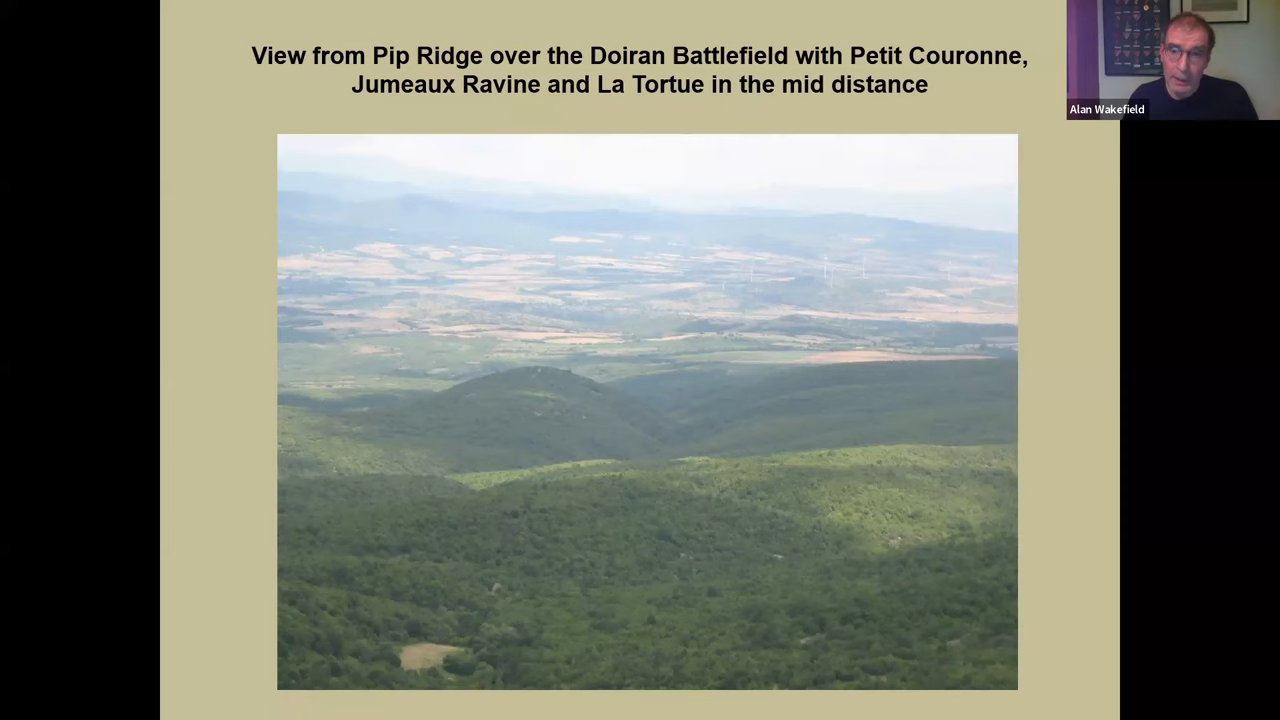 View from Pip Ridge over the Doiran Battlefield with Petit Couronne,
Jumeaux Ravine and La Tortue in the mid distance
Alan Wakefield